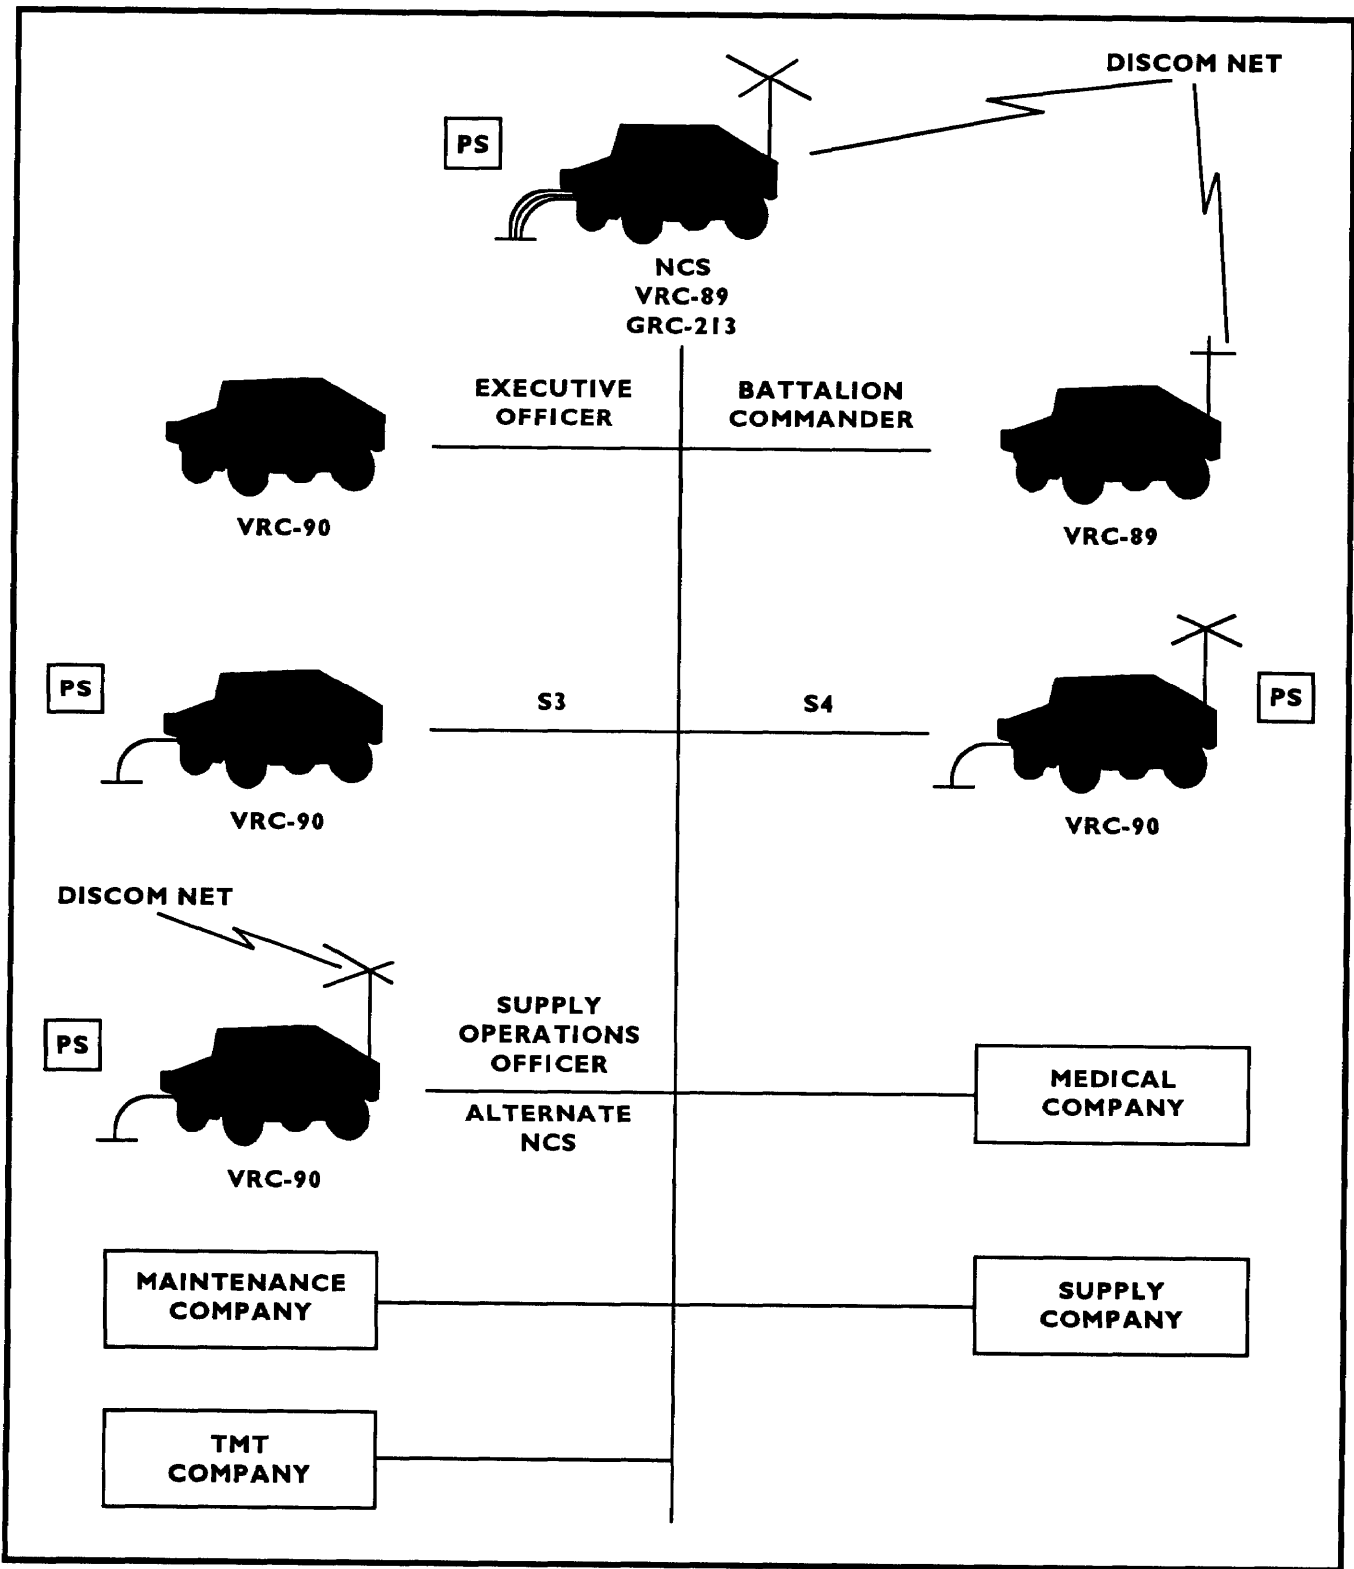 DISCOM NET
PS
NCS
VRC-89
GRC-213
EXECUTIVE
OFFICER
BATTALION
COMMANDER
VRC-90
VRC-89
PS
S3
S4
PS
VRC-90
VRC-90
DISCOM NET
PS
SUPPLY
OPERATIONS
OFFICER
ALTERNATE
NCS
VRC-90
MEDICAL
COMPANY
MAINTENANCE
COMPANY
SUPPLY
COMPANY
TMT
COMPANY